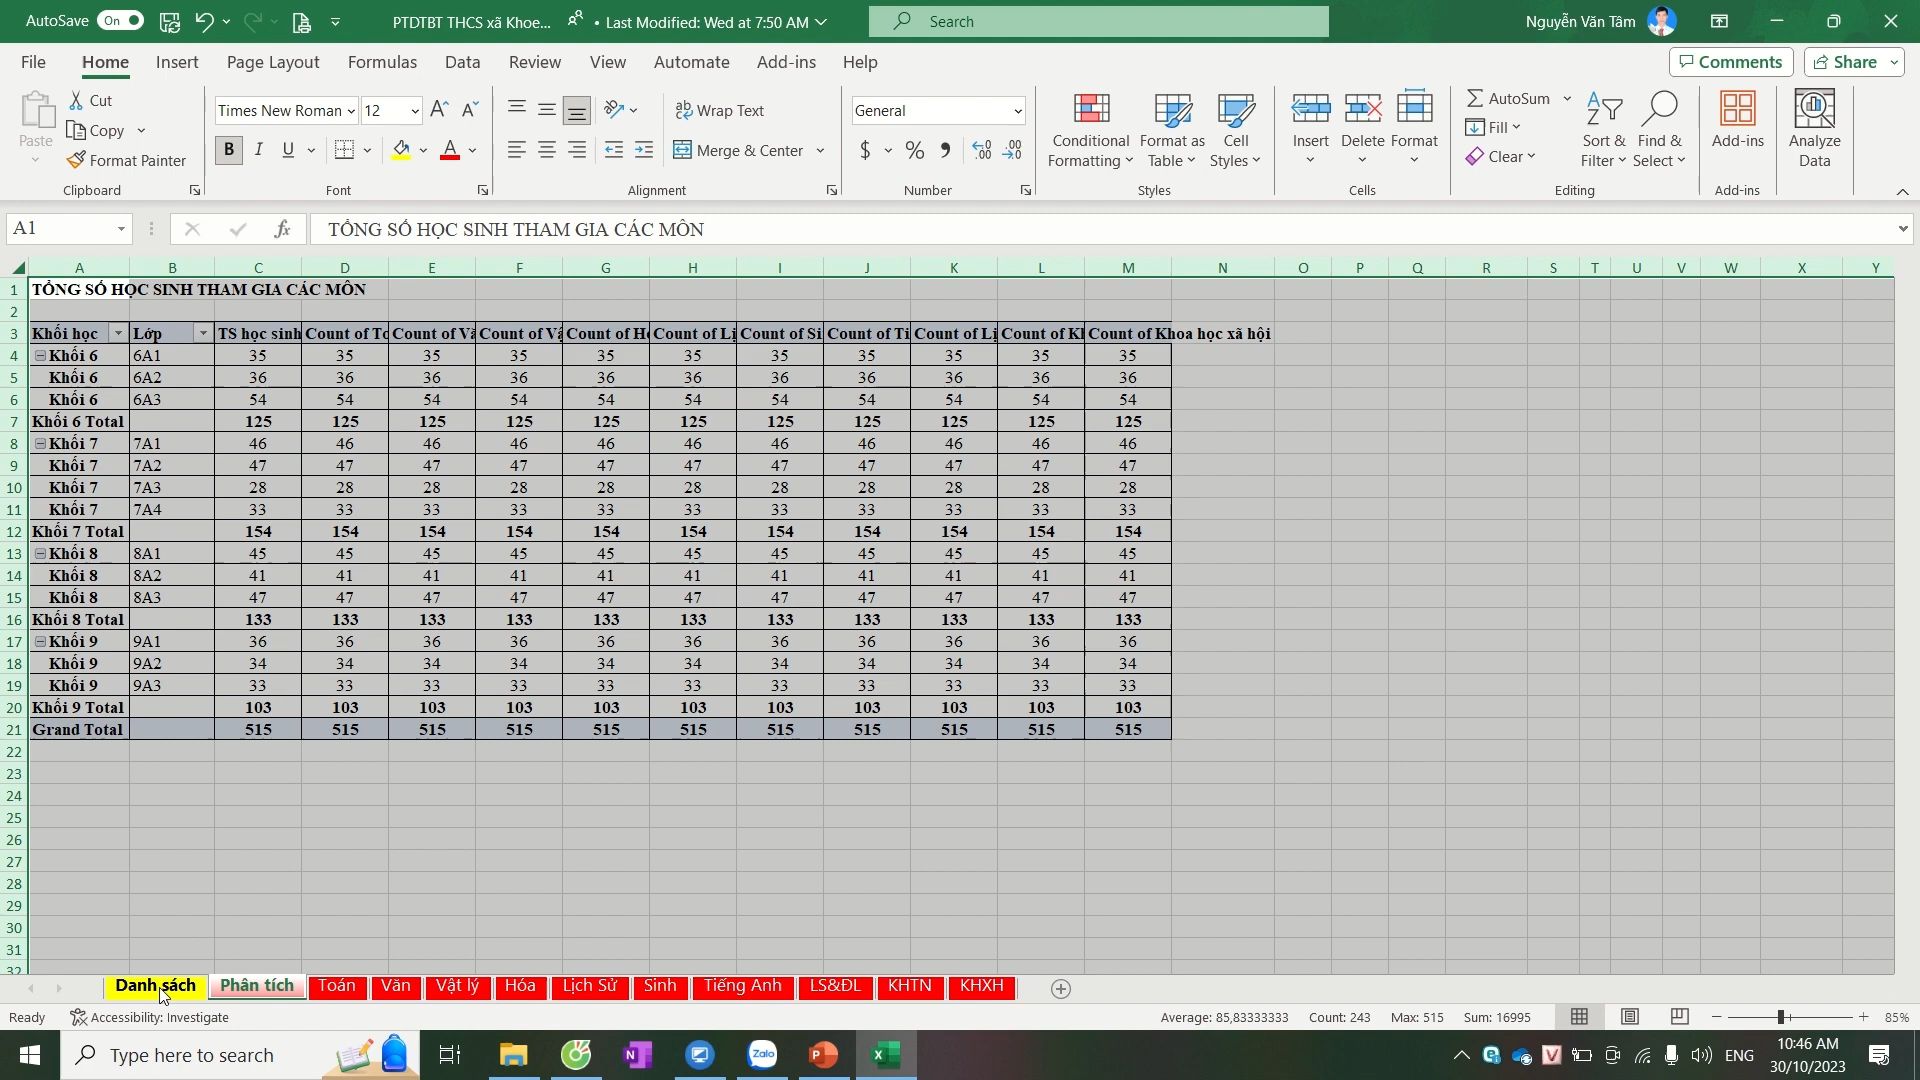 AutoSave On PTDTBT THCS xã Khoe... • Last Modified: Wed at 7:50 AM Search Nguyễn Văn Tâm
File Home Insert Page Layout Formulas Data Review View Automate Add-ins Help Comments Share
Paste Cut Copy Format Painter Clipboard
Times New Roman 12 B I U A Font
Wrap Text Merge & Center Alignment
General $ % Number
Conditional Formatting Format as Table Cell Styles Styles
Insert Delete Format Cells
AutoSum Fill Clear Sort & Filter Find & Select Editing
Add-ins Add-ins
Analyze Data
A1 fx TỔNG SỐ HỌC SINH THAM GIA CÁC MÔN
A B C D E F G H I J K L M N O P Q R S T U V W X Y
1 TỔNG SỐ HỌC SINH THAM GIA CÁC MÔN
2
3 Khối học Lớp TS học sinh Count of To Count of Vă Count of Vậ Count of Hó Count of Lị Count of Si Count of Ti Count of Lị Count of Kh Count of Khoa học xã hội
4 Khối 6 6A1 35 35 35 35 35 35 35 35 35 35 35
5 Khối 6 6A2 36 36 36 36 36 36 36 36 36 36 36
6 Khối 6 6A3 54 54 54 54 54 54 54 54 54 54 54
7 Khối 6 Total 125 125 125 125 125 125 125 125 125 125 125
8 Khối 7 7A1 46 46 46 46 46 46 46 46 46 46 46
9 Khối 7 7A2 47 47 47 47 47 47 47 47 47 47 47
10 Khối 7 7A3 28 28 28 28 28 28 28 28 28 28 28
11 Khối 7 7A4 33 33 33 33 33 33 33 33 33 33 33
12 Khối 7 Total 154 154 154 154 154 154 154 154 154 154 154
13 Khối 8 8A1 45 45 45 45 45 45 45 45 45 45 45
14 Khối 8 8A2 41 41 41 41 41 41 41 41 41 41 41
15 Khối 8 8A3 47 47 47 47 47 47 47 47 47 47 47
16 Khối 8 Total 133 133 133 133 133 133 133 133 133 133 133
17 Khối 9 9A1 36 36 36 36 36 36 36 36 36 36 36
18 Khối 9 9A2 34 34 34 34 34 34 34 34 34 34 34
19 Khối 9 9A3 33 33 33 33 33 33 33 33 33 33 33
20 Khối 9 Total 103 103 103 103 103 103 103 103 103 103 103
21 Grand Total 515 515 515 515 515 515 515 515 515 515 515
22
23
24
25
26
27
28
29
30
31
32
Danh sách Phân tích Toán Văn Vật lý Hóa Lịch Sử Sinh Tiếng Anh LS&ĐL KHTN KHXH
Ready Accessibility: Investigate Average: 85,83333333 Count: 243 Max: 515 Sum: 16995 85%
Type here to search Zalo ENG 10:46 AM
30/10/2023